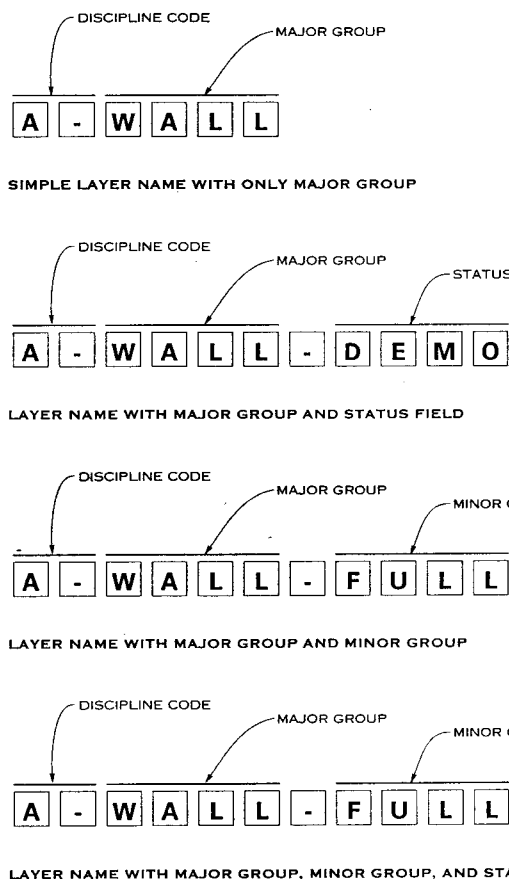 DISCIPLINE CODE
MAJOR GROUP
A - W A L L
SIMPLE LAYER NAME WITH ONLY MAJOR GROUP
DISCIPLINE CODE
MAJOR GROUP
STATUS
A - W A L L - D E M O
LAYER NAME WITH MAJOR GROUP AND STATUS FIELD
DISCIPLINE CODE
MAJOR GROUP
MINOR
A - W A L L - F U L L
LAYER NAME WITH MAJOR GROUP AND MINOR GROUP
DISCIPLINE CODE
MAJOR GROUP
MINOR
A - W A L L - F U L L
LAYER NAME WITH MAJOR GROUP, MINOR GROUP, AND